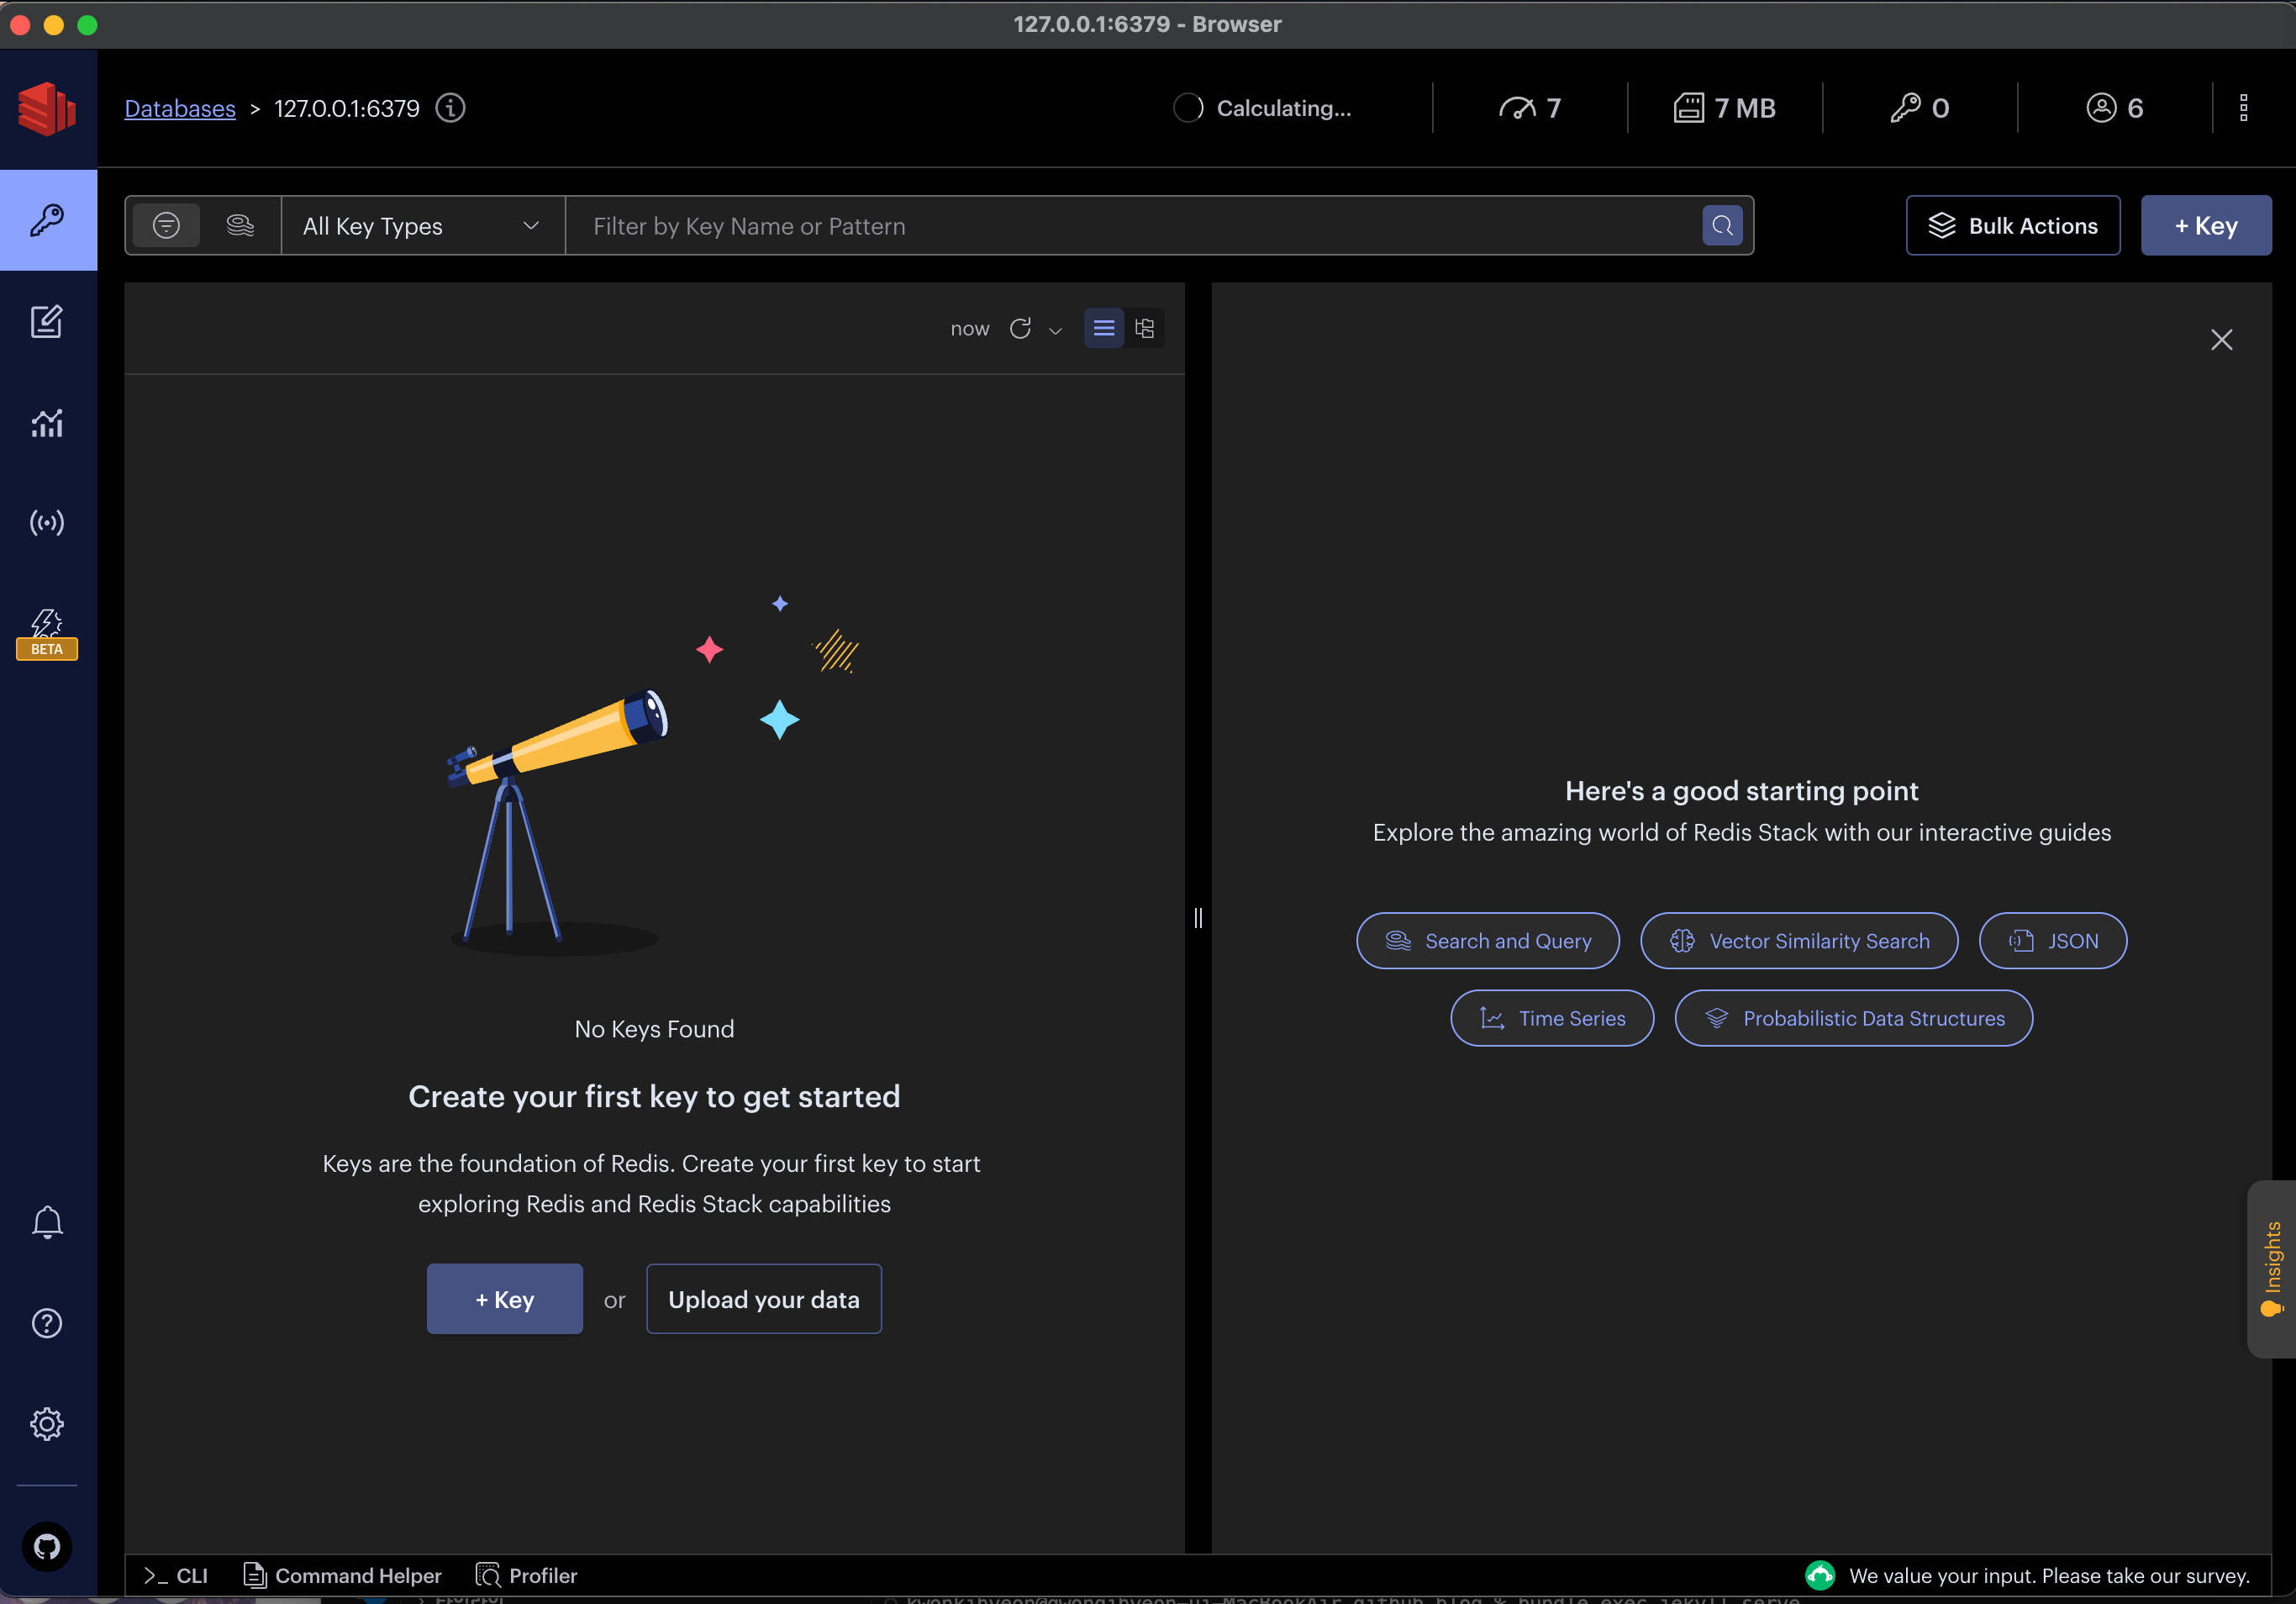 127.0.0.1:6379 - Browser
Databases > 127.0.0.1:6379
Calculating...
7
7 MB
0
6
All Key Types
Filter by Key Name or Pattern
Bulk Actions
+ Key
now
BETA
No Keys Found
Create your first key to get started
Keys are the foundation of Redis. Create your first key to start
exploring Redis and Redis Stack capabilities
+ Key
or
Upload your data
Here's a good starting point
Explore the amazing world of Redis Stack with our interactive guides
Search and Query
Vector Similarity Search
JSON
Time Series
Probabilistic Data Structures
Insights
>_ CLI
Command Helper
Profiler
We value your input. Please take our survey.